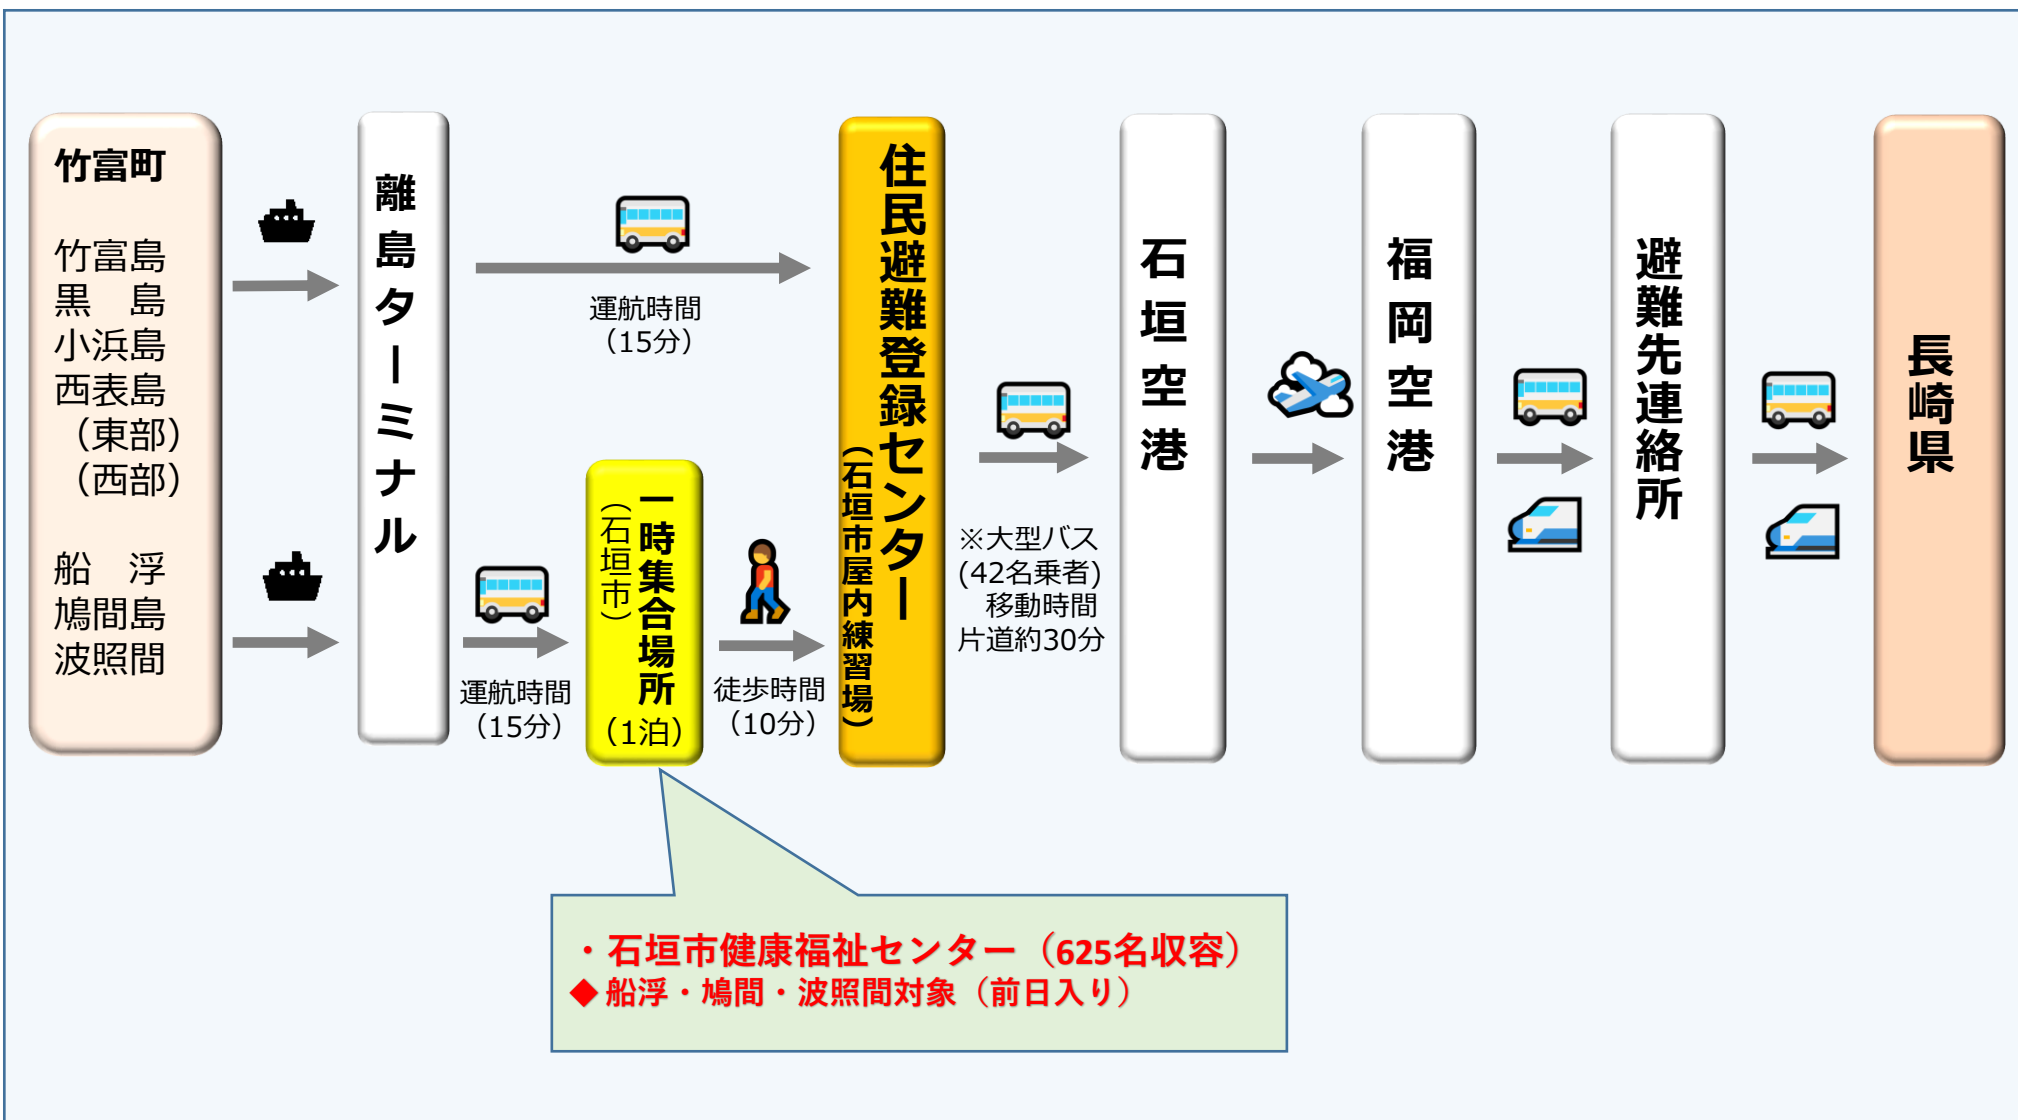 竹富町
竹富島
黒　島
小浜島
西表島
（東部）
（西部）
船　浮
鳩間島
波照間
離島ターミナル
運航時間
（15分）
運航時間
（15分）
一時集合場所
（石垣市）
（1泊）
徒歩時間
（10分）
住民避難登録センター
（石垣市屋内練習場）
※大型バス
(42名乗者)
移動時間
片道約30分
石垣空港
福岡空港
避難先連絡所
長崎県
・石垣市健康福祉センター（625名収容）
◆船浮・鳩間・波照間対象（前日入り）